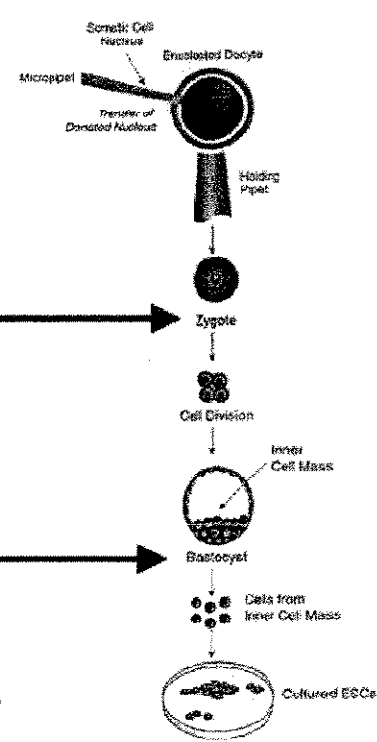 Somatic Cell
Nucleus
Enucleated Oocyte
Micropipet
Transfer of
Donated Nucleus
Holding
Pipet
Zygote
Cell Division
Inner
Cell Mass
Blastocyst
Cells from
Inner Cell Mass
Cultured ESCs